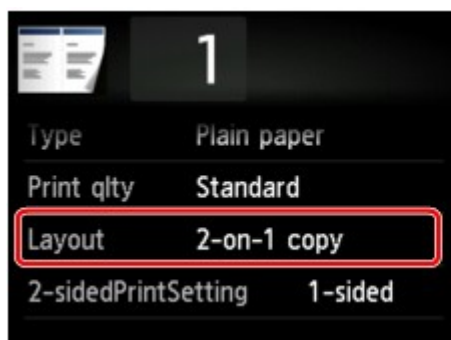 1
Type Plain paper
Print qlty Standard
Layout 2-on-1 copy
2-sidedPrintSetting 1-sided